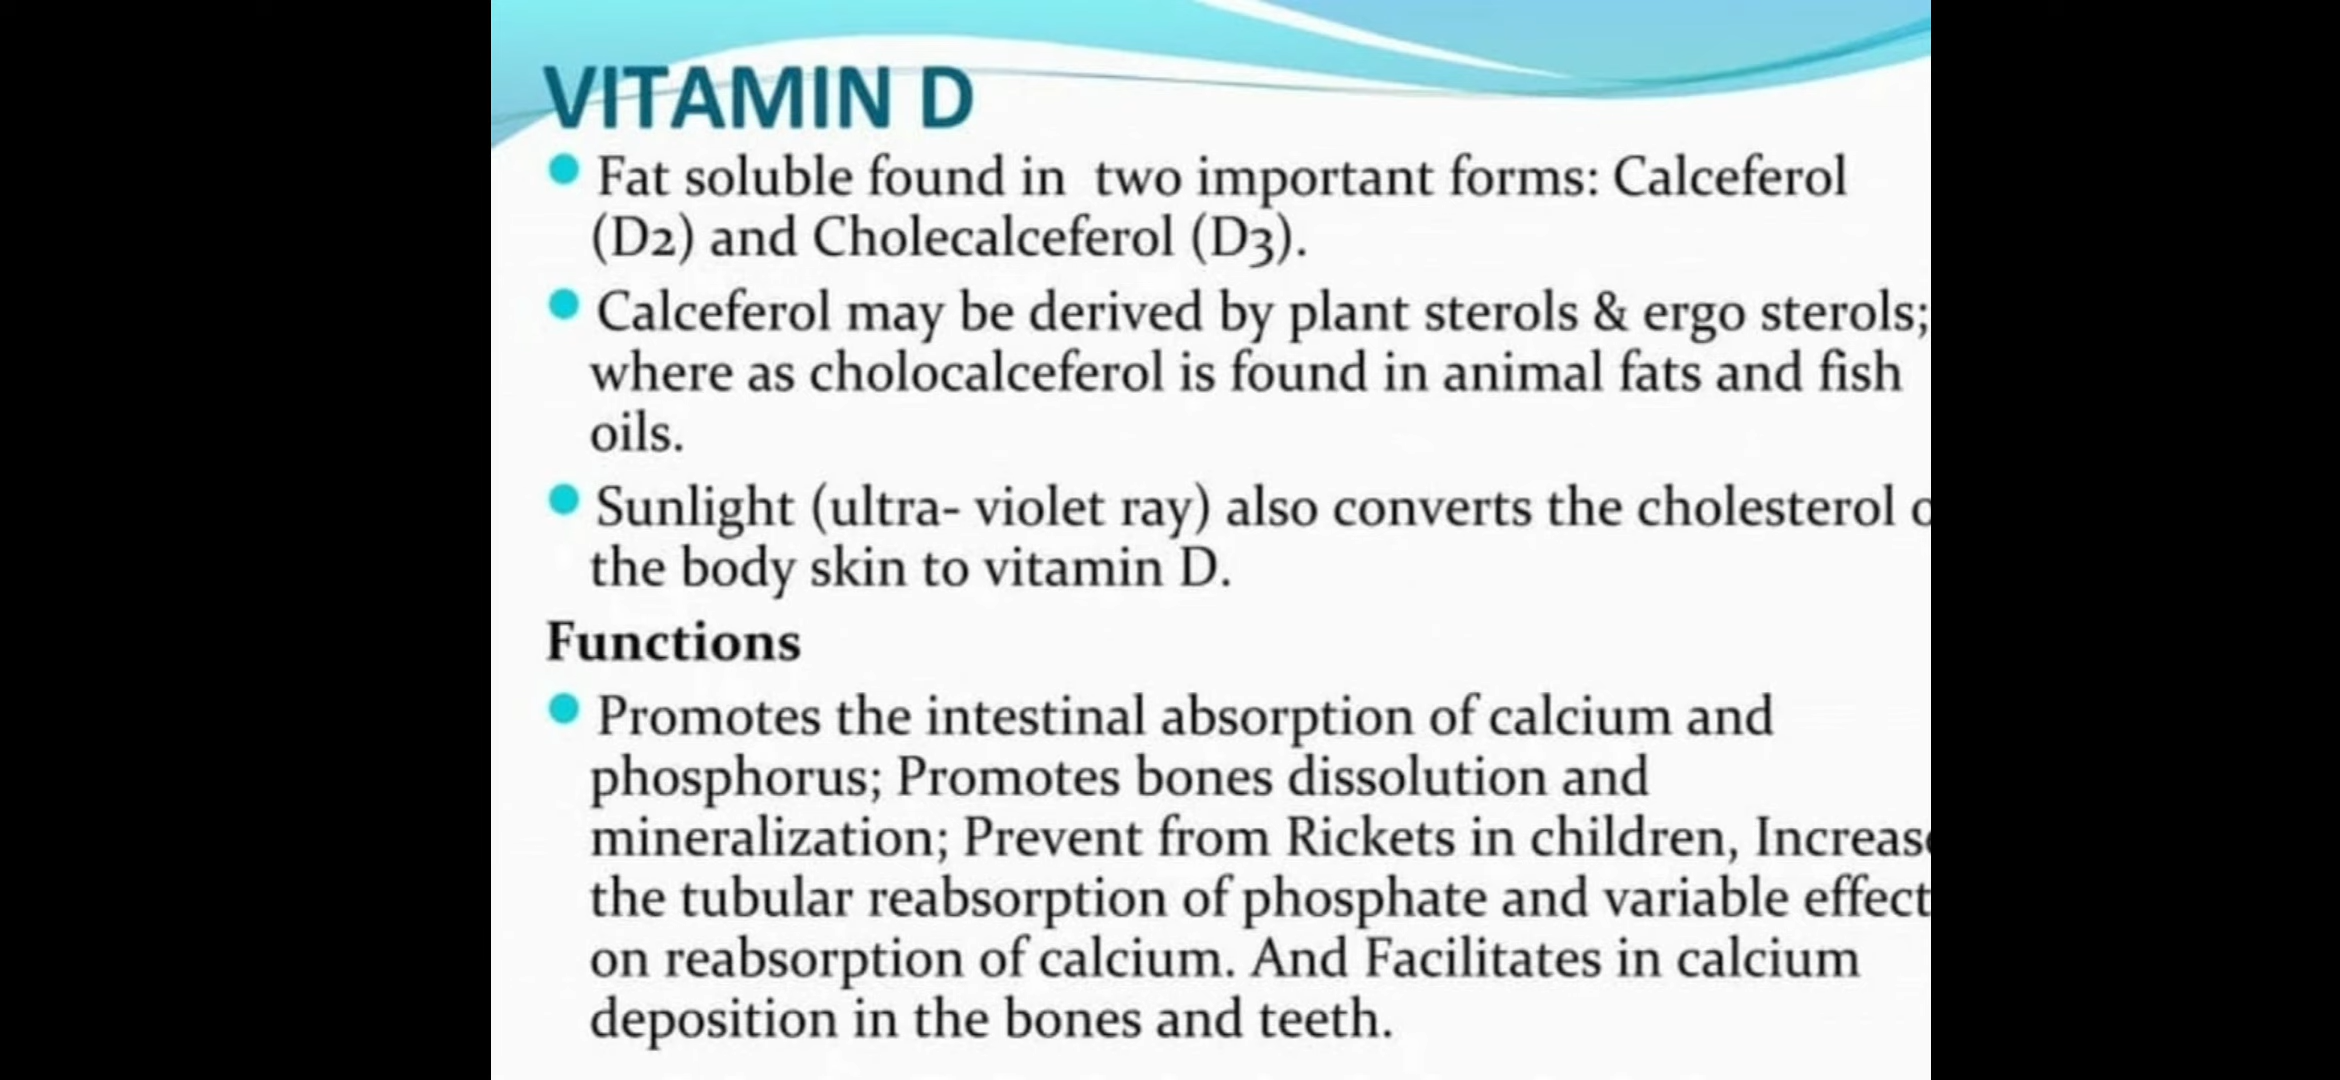 VITAMIN D
Fat soluble found in two important forms: Calceferol
(D2) and Cholecalceferol (D3).
Calceferol may be derived by plant sterols & ergo sterols;
where as cholocalceferol is found in animal fats and fish
oils.
Sunlight (ultra- violet ray) also converts the cholesterol
the body skin to vitamin D.
Functions
Promotes the intestinal absorption of calcium and
phosphorus; Promotes bones dissolution and
mineralization; Prevent from Rickets in children, Increase
the tubular reabsorption of phosphate and variable effect
on reabsorption of calcium. And Facilitates in calcium
deposition in the bones and teeth.